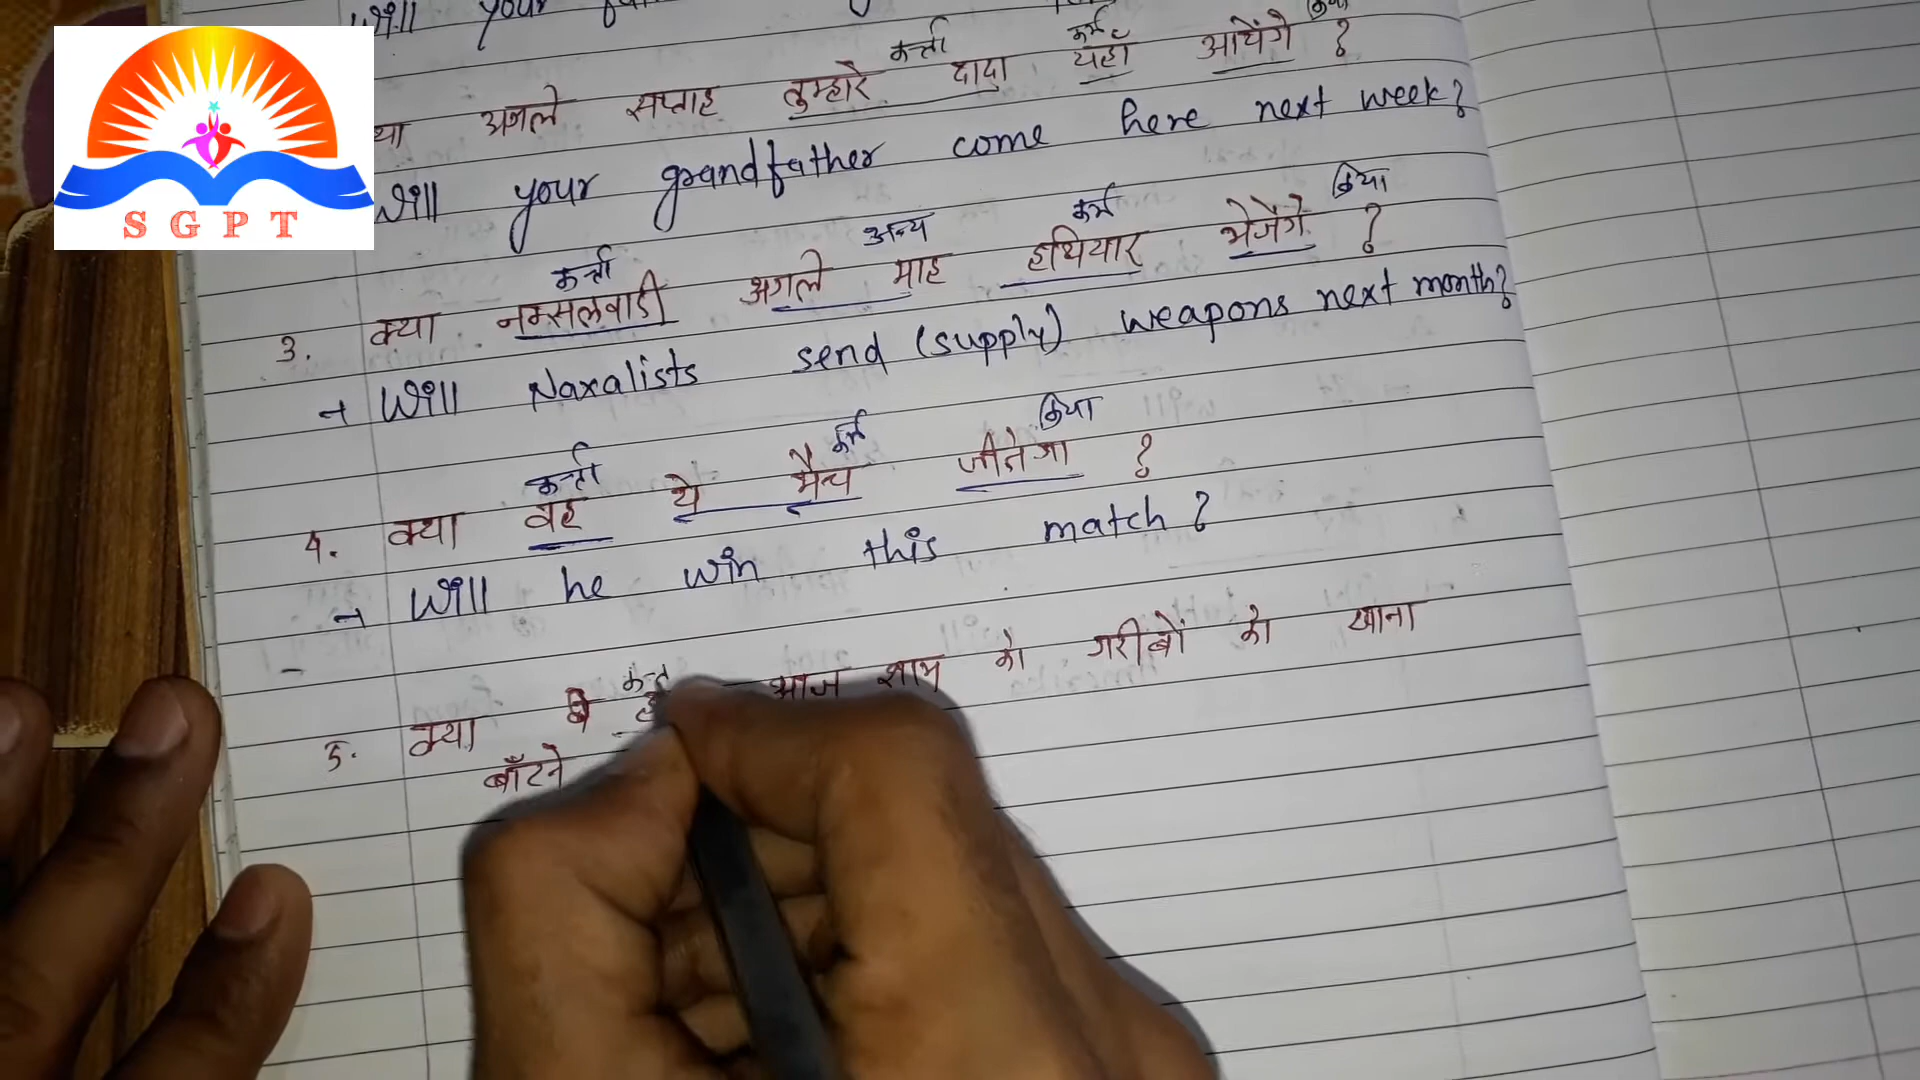 Will your
कर्त्ता कर्म क्रिया
अगले सप्ताह तुम्हारे दादा यहाँ आयेंगे ?
Will your grandfather come here next week?
कर्त्ता अन्य कर्म क्रिया
3. क्या नक्सलवादी अगले माह हथियार भेजेंगे ?
→ Will Naxalists send (supply) weapons next month?
कर्त्ता कर्म क्रिया
4. क्या वह ये मैच जीतेगा ?
→ Will he win this match ?
5. क्या आज शाम को गरीबों को खाना
बाँटने
SGPT